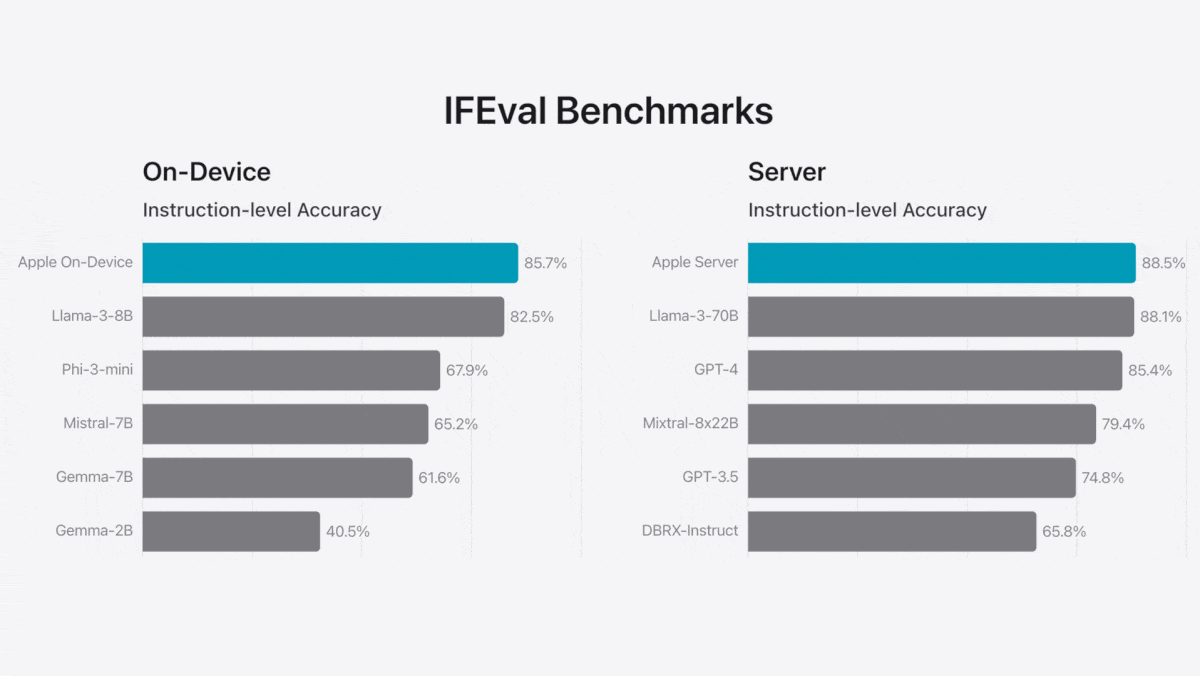 IFEval Benchmarks
On-Device
Instruction-level Accuracy
Apple On-Device 85.7%
Llama-3-8B 82.5%
Phi-3-mini 67.9%
Mistral-7B 65.2%
Gemma-7B 61.6%
Gemma-2B 40.5%
Server
Instruction-level Accuracy
Apple Server 88.5%
Llama-3-70B 88.1%
GPT-4 85.4%
Mixtral-8x22B 79.4%
GPT-3.5 74.8%
DBRX-Instruct 65.8%